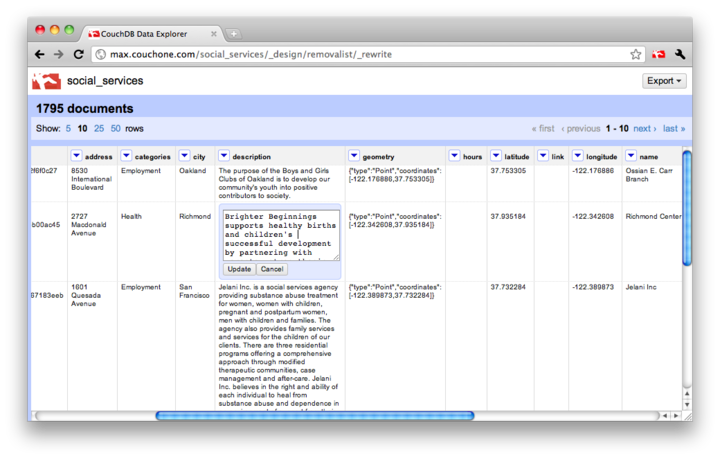 CouchDB Data Explorer
max.couchone.com/social_services/_design/removalist/_rewrite
social_services
Export
1795 documents
Show: 5 10 25 50 rows
« first ‹ previous 1 - 10 next › last »
address categories city description geometry hours latitude link longitude name
8530 International Boulevard
Employment
Oakland
The purpose of the Boys and Girls
Clubs of Oakland is to develop our
community's youth into positive
contributors to society.
{"type":"Point","coordinates":
[-122.176886,37.753305]}
37.753305
-122.176886
Ossian E. Carr
Branch
b00ac45
2727
Macdonald
Avenue
Health
Richmond
Brighter Beginnings
supports healthy births
and children's
successful development
by partnering with
Update Cancel
{"type":"Point","coordinates":
[-122.342608,37.935184]}
37.935184
-122.342608
Richmond Center
67183eeb
1601
Quesada
Avenue
Employment
San
Francisco
Jelani Inc. is a social services agency
providing substance abuse treatment
for women, women with children,
pregnant and postpartum women,
men with children and families. The
agency also provides family services
and services for the children of our
clients. There are three residential
programs offering a comprehensive
approach through modified
therapeutic communities, case
management and after-care. Jelani
Inc. believes in the right and ability of
each individual to heal from
substance abuse and dependence in
{"type":"Point","coordinates":
[-122.389873,37.732284]}
37.732284
-122.389873
Jelani Inc